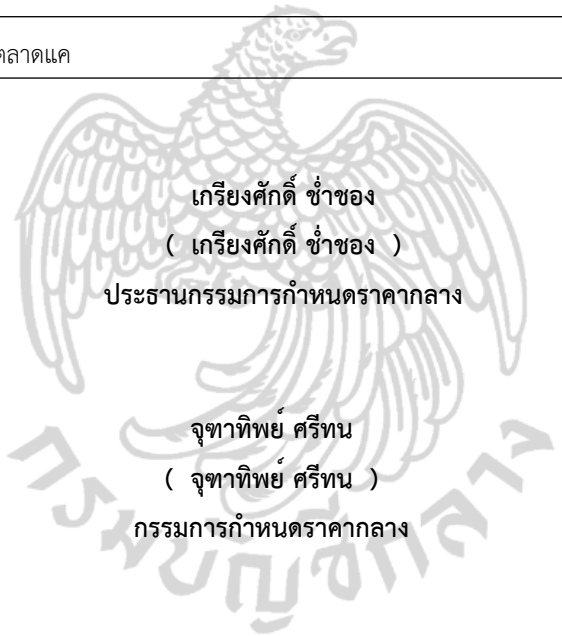 ตลาดแค
เกรียงศักดิ์ ช่ำชอง
( เกรียงศักดิ์ ช่ำชอง )
ประธานกรรมการกำหนดราคากลาง
จุฑาทิพย์ ศรีทน
( จุฑาทิพย์ ศรีทน )
กรรมการกำหนดราคากลาง
กรมบัญชีกลาง